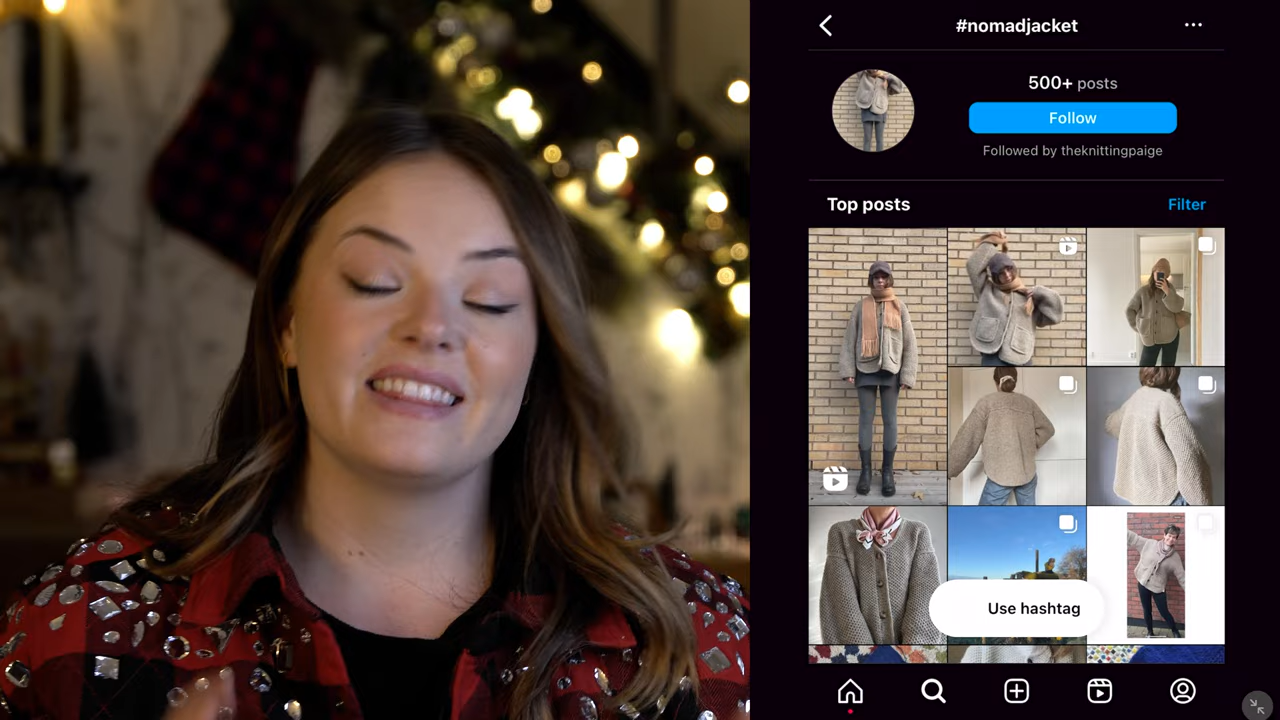 #nomadjacket
500+ posts
Follow
Followed by theknittingpaige
Top posts
Filter
Use hashtag